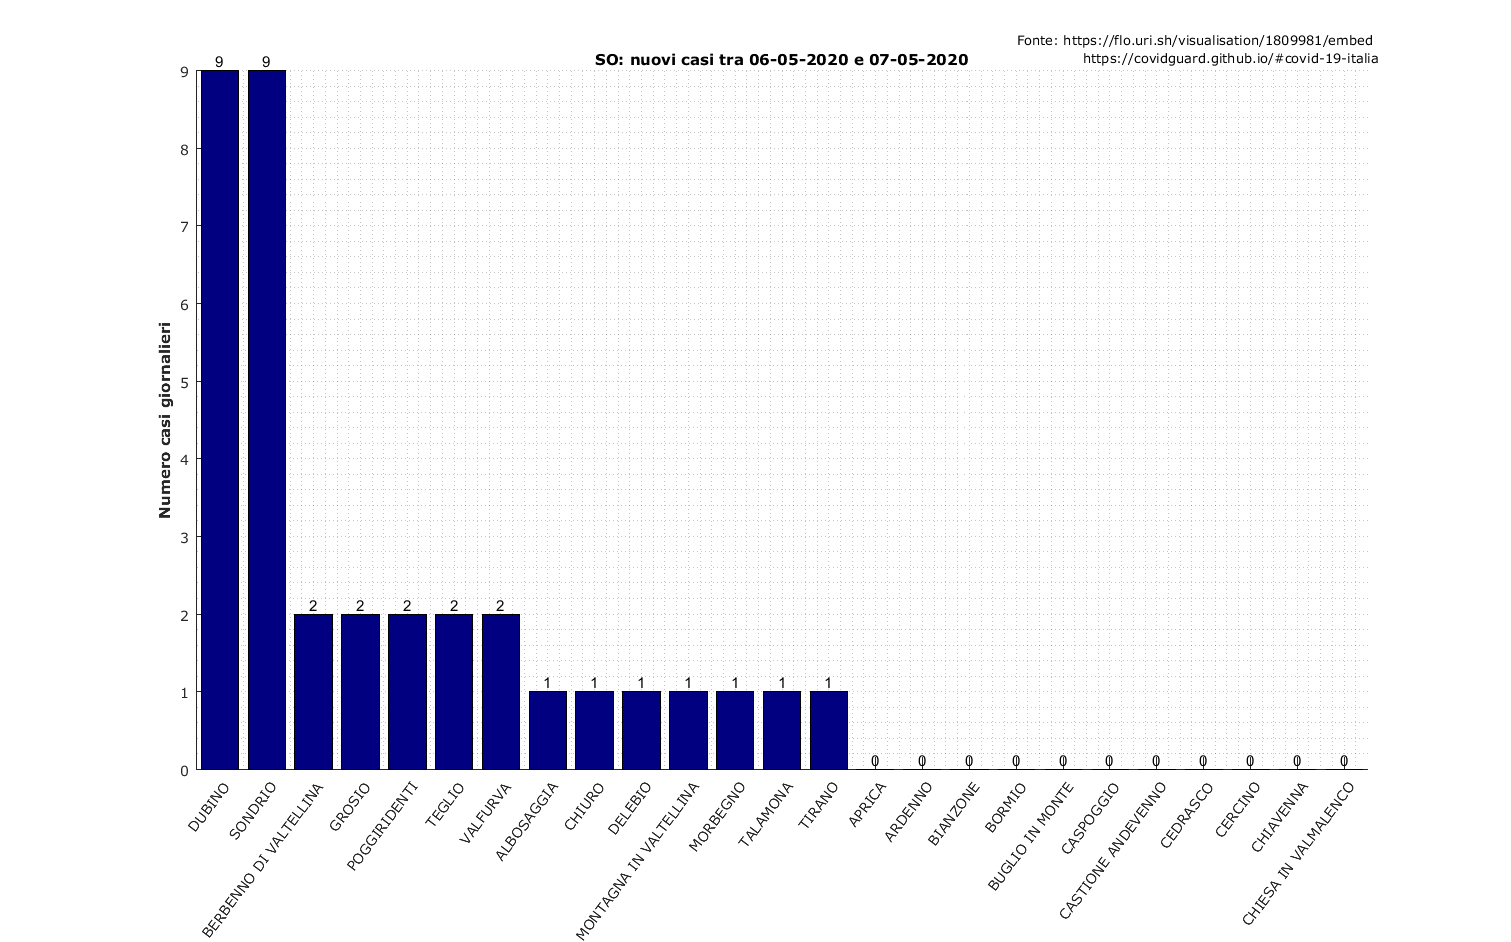 Fonte: https://flo.uri.sh/visualisation/1809981/embed
https://covidguard.github.io/#covid-19-italia
SO: nuovi casi tra 06-05-2020 e 07-05-2020
Numero casi giornalieri
9
8
7
6
5
4
3
2
1
0
9
9
2
2
2
2
2
1
1
1
1
1
1
1
0
0
0
0
0
0
0
0
0
0
0
DUBINO
SONDRIO
BERBENNO DI VALTELLINA
GROSIO
POGGIRIDENTI
TEGLIO
VALFURVA
ALBOSAGGIA
CHIURO
DELEBIO
MONTAGNA IN VALTELLINA
MORBEGNO
TALAMONA
TIRANO
APRICA
ARDENNO
BIANZONE
BORMIO
BUGLIO IN MONTE
CASPOGGIO
CASTIONE ANDEVENNO
CEDRASCO
CERCINO
CHIAVENNA
CHIESA IN VALMALENCO